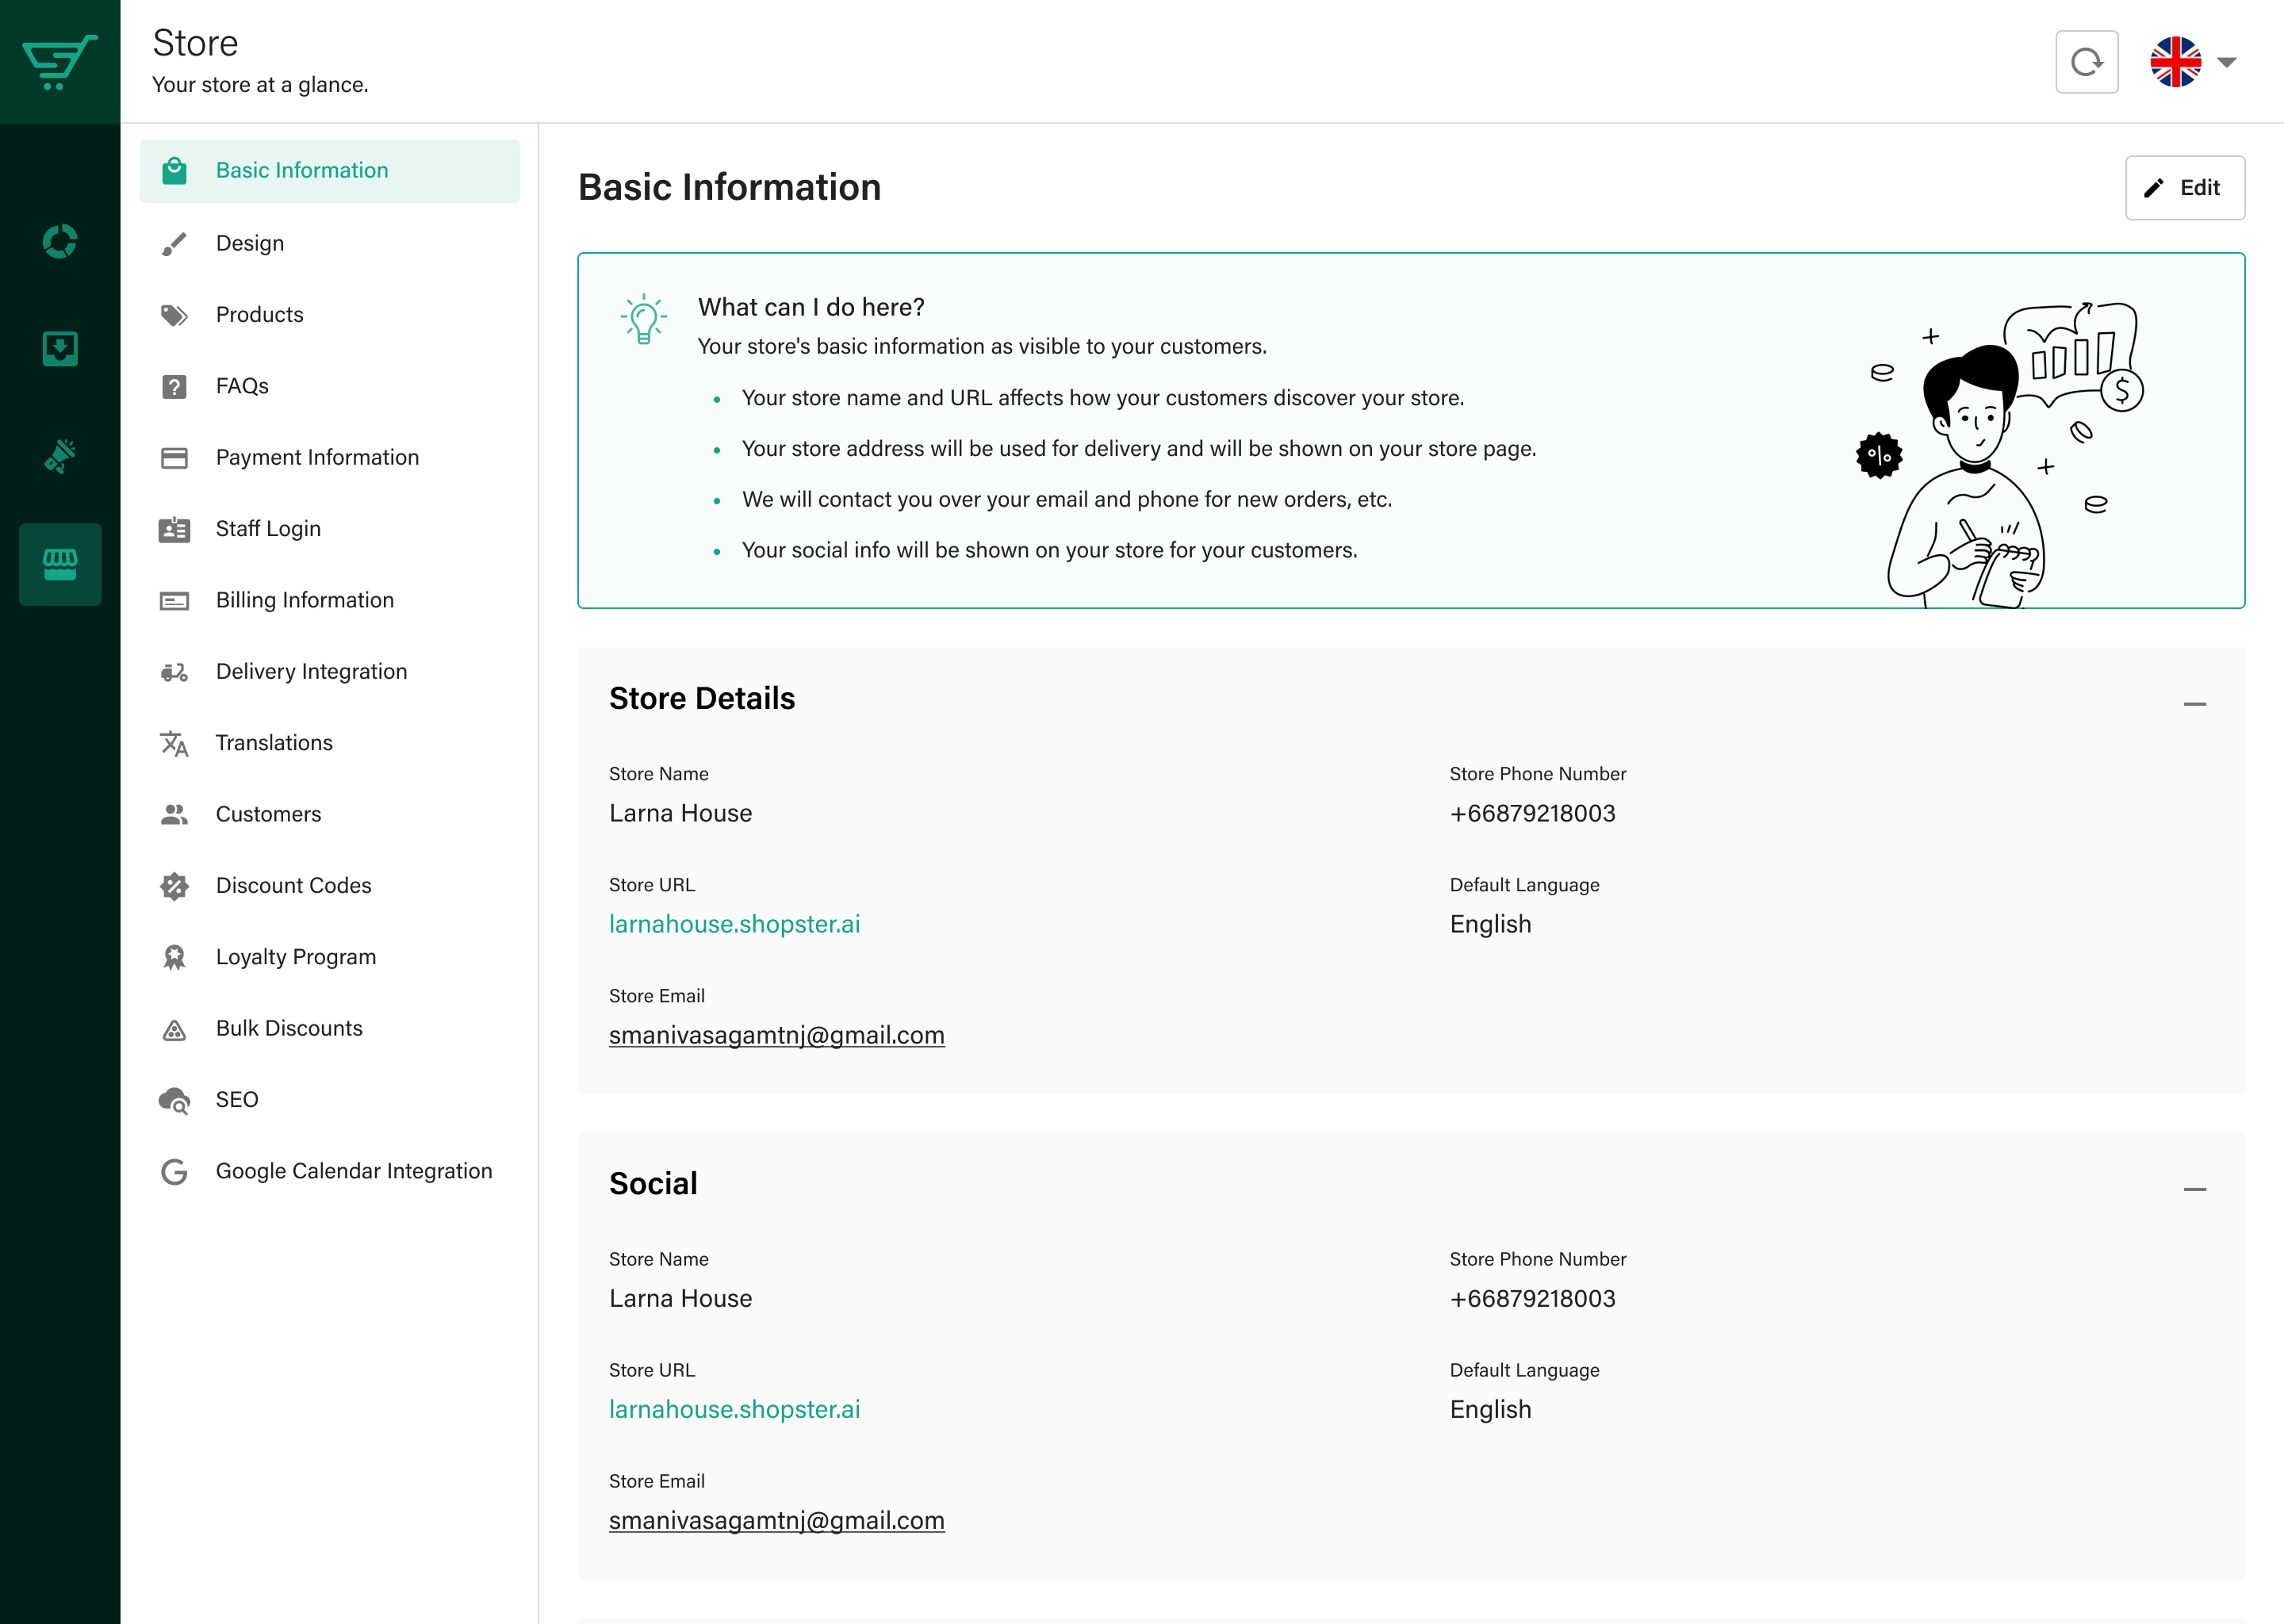 Store
Your store at a glance.
Basic Information
Design
Products
FAQs
Payment Information
Staff Login
Billing Information
Delivery Integration
Translations
Customers
Discount Codes
Loyalty Program
Bulk Discounts
SEO
Google Calendar Integration
Basic Information
Edit
What can I do here?
Your store's basic information as visible to your customers.
• Your store name and URL affects how your customers discover your store.
• Your store address will be used for delivery and will be shown on your store page.
• We will contact you over your email and phone for new orders, etc.
• Your social info will be shown on your store for your customers.
$
%
Store Details
Store Name
Store Phone Number
Larna House
+66879218003
Store URL
Default Language
larnahouse.shopster.ai
English
Store Email
smanivasagamtnj@gmail.com
Social
Store Name
Store Phone Number
Larna House
+66879218003
Store URL
Default Language
larnahouse.shopster.ai
English
Store Email
smanivasagamtnj@gmail.com